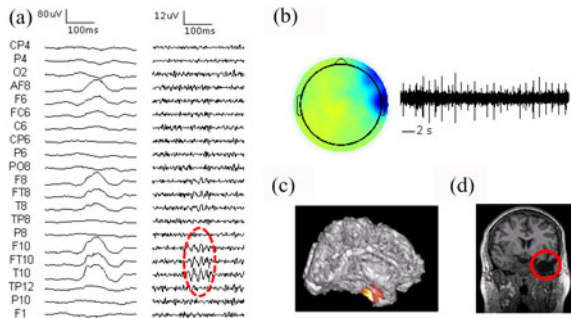 (a)
80uV
100ms
12uV
100ms
CP4
P4
O2
AF8
F6
FC6
C6
CP6
P6
PO8
F8
FT8
T8
TP8
P8
F10
FT10
T10
TP12
P10
F1
(b)
2 s
(c)
(d)